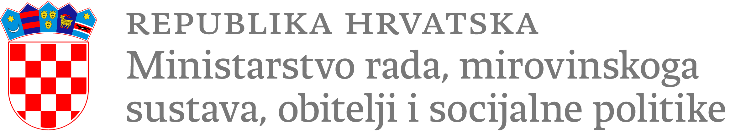 REPUBLIKA HRVATSKA
Ministarstvo rada, mirovinskoga
sustava, obitelji i socijalne politike